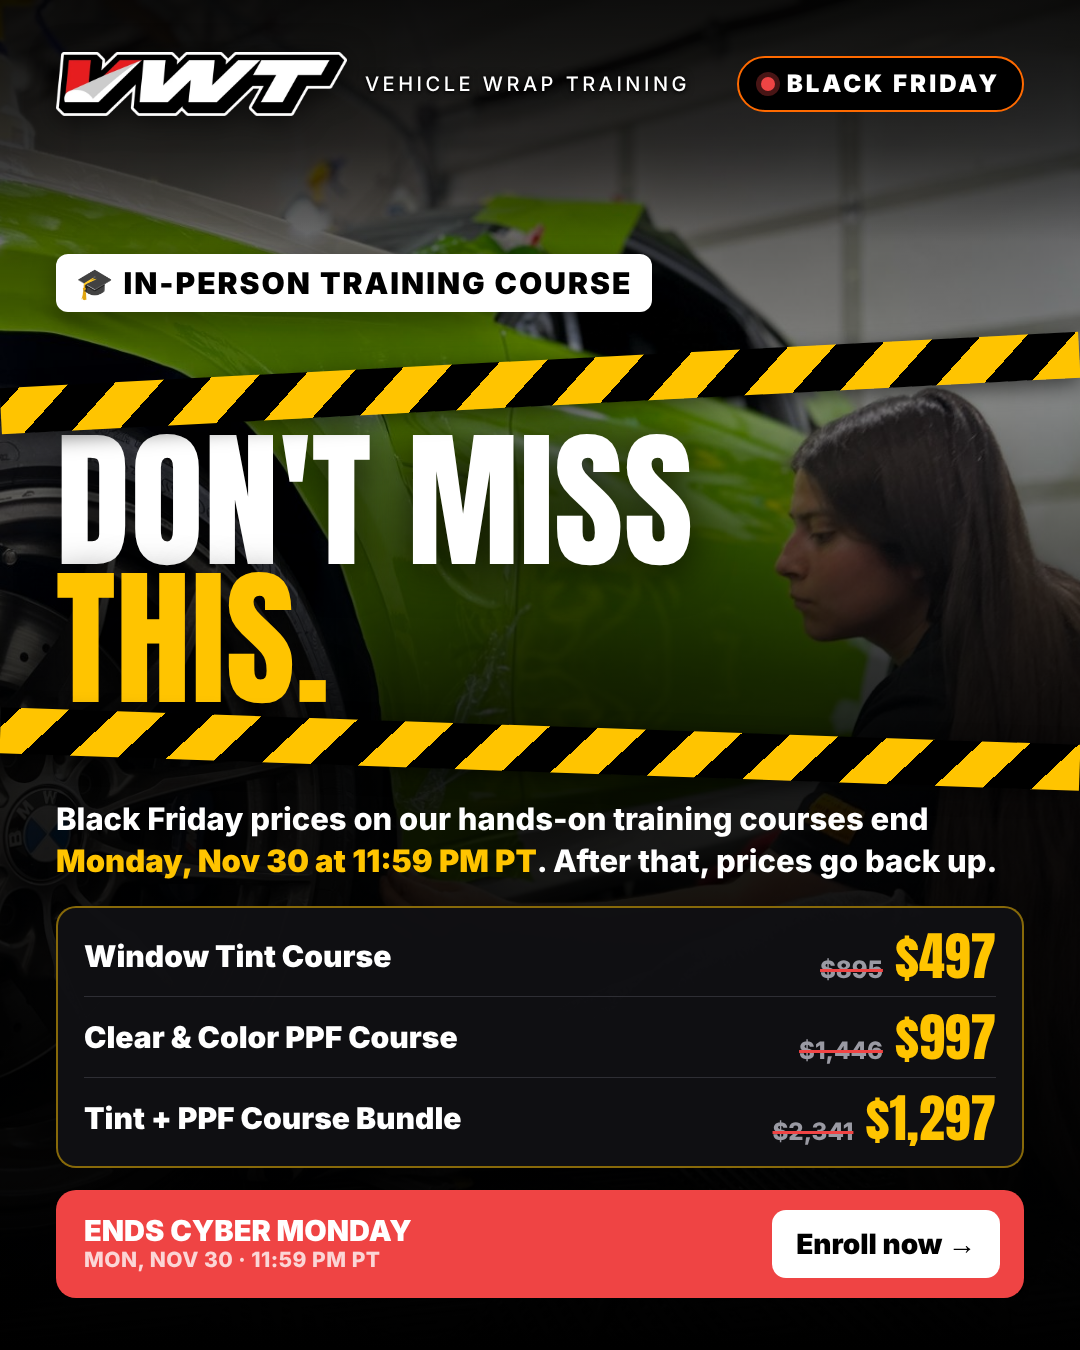 VWT VEHICLE WRAP TRAINING
BLACK FRIDAY
🎓 IN-PERSON TRAINING COURSE
DON'T MISS
THIS.
BMW
Black Friday prices on our hands-on training courses end
Monday, Nov 30 at 11:59 PM PT. After that, prices go back up.
Window Tint Course $895 $497
Clear & Color PPF Course $1,446 $997
Tint + PPF Course Bundle $2,341 $1,297
ENDS CYBER MONDAY
MON, NOV 30 · 11:59 PM PT
Enroll now →